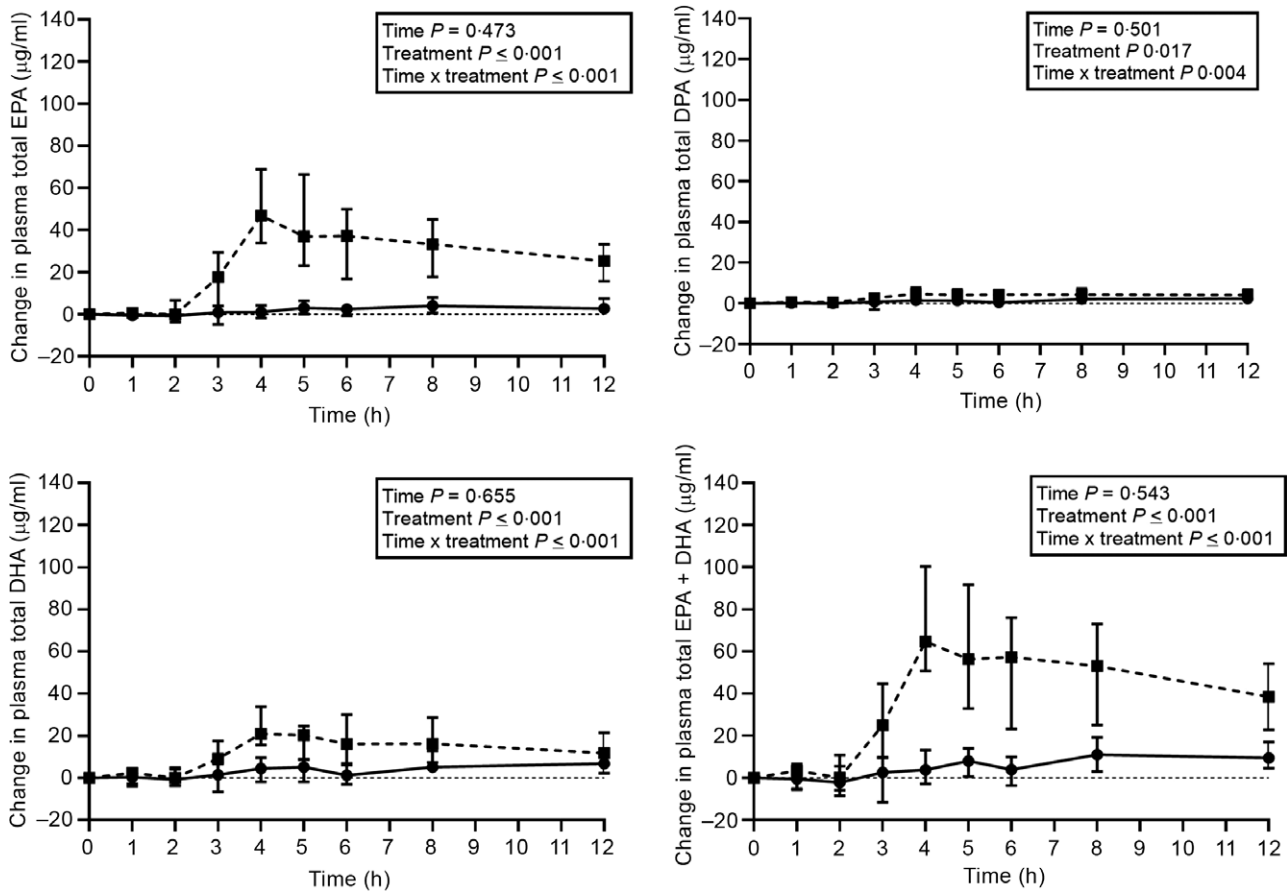 Change in plasma total EPA (µg/ml)
140
120
100
80
60
40
20
0
–20
Time P = 0·473
Treatment P ≤ 0·001
Time x treatment P ≤ 0·001
0 1 2 3 4 5 6 7 8 9 10 11 12
Time (h)
Change in plasma total DPA (µg/ml)
140
120
100
80
60
40
20
0
–20
Time P = 0·501
Treatment P 0·017
Time x treatment P 0·004
0 1 2 3 4 5 6 7 8 9 10 11 12
Time (h)
Change in plasma total DHA (µg/ml)
140
120
100
80
60
40
20
0
–20
Time P = 0·655
Treatment P ≤ 0·001
Time x treatment P ≤ 0·001
0 1 2 3 4 5 6 7 8 9 10 11 12
Time (h)
Change in plasma total EPA + DHA (µg/ml)
140
120
100
80
60
40
20
0
–20
Time P = 0·543
Treatment P ≤ 0·001
Time x treatment P ≤ 0·001
0 1 2 3 4 5 6 7 8 9 10 11 12
Time (h)